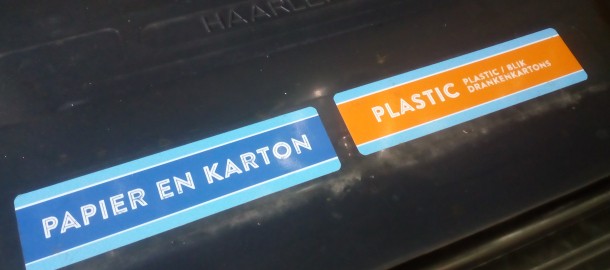 PAPIER EN KARTON
PLASTIC
PLASTIC / BLIK
DRANKENKARTONS